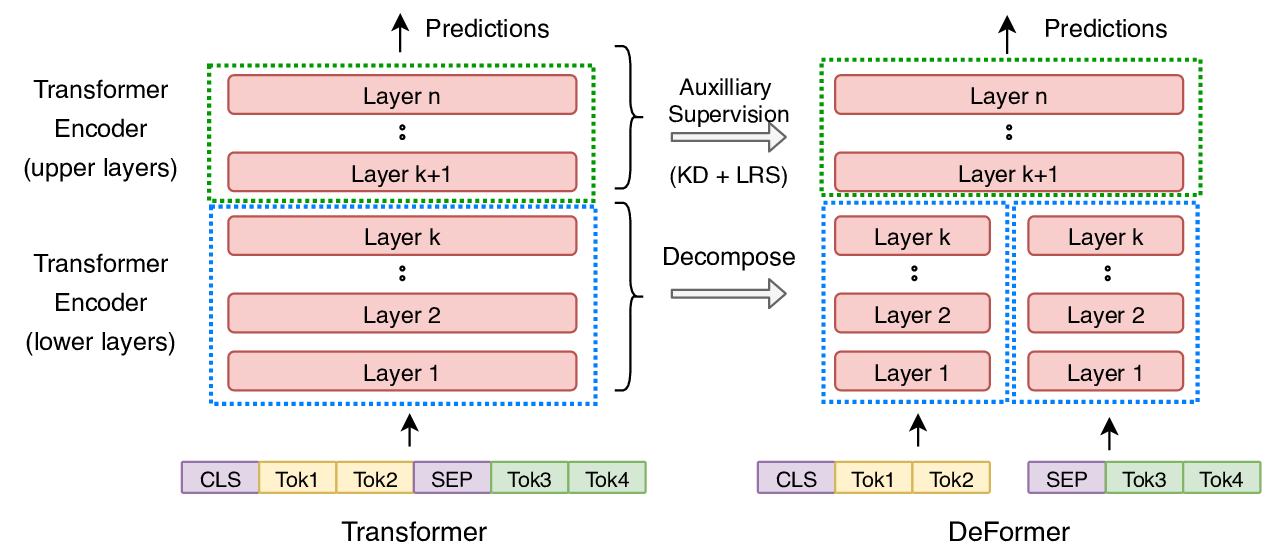 Predictions
Transformer
Encoder
(upper layers)
Layer n
Layer k+1
Transformer
Encoder
(lower layers)
Layer k
Layer 2
Layer 1
CLS Tok1 Tok2 SEP Tok3 Tok4
Transformer
Auxilliary
Supervision
(KD + LRS)
Decompose
Predictions
Layer n
Layer k+1
Layer k
Layer 2
Layer 1
Layer k
Layer 2
Layer 1
CLS Tok1 Tok2
SEP Tok3 Tok4
DeFormer